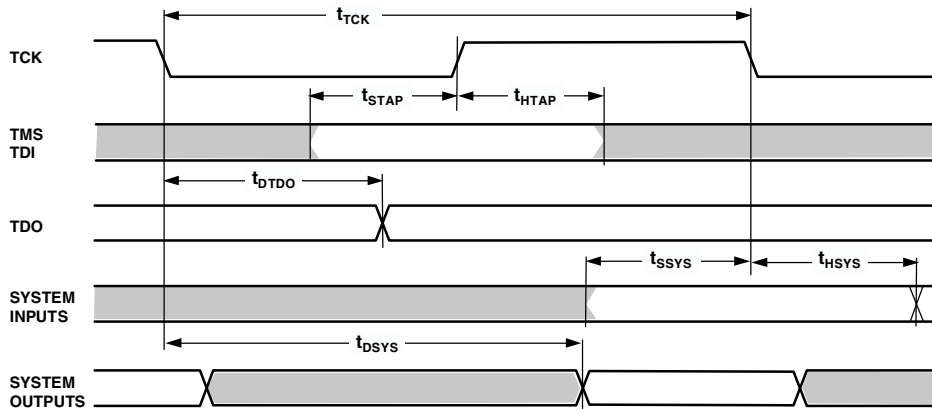 tTCK
TCK
tSTAP
tHTAP
TMS
TDI
tDTDO
TDO
tSSYS
tHSYS
SYSTEM
INPUTS
tDSYS
SYSTEM
OUTPUTS